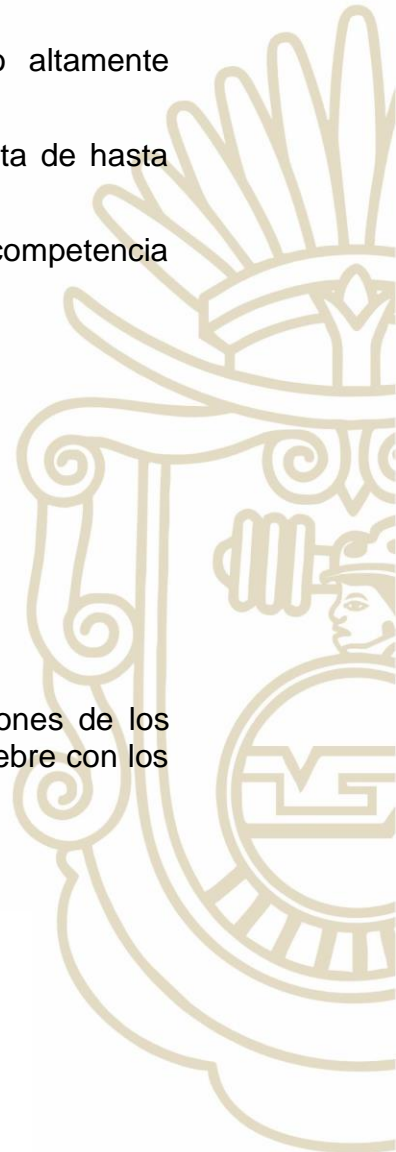 o altamente
ta de hasta
competencia
ones de los
ebre con los